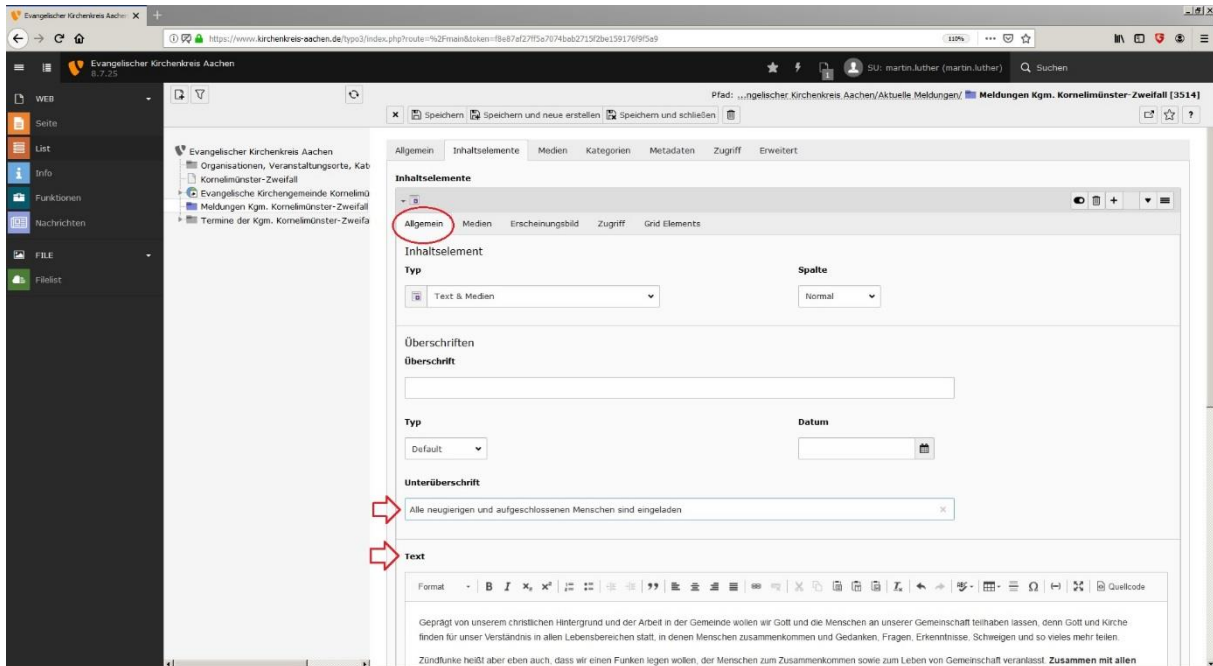 Evangelischer Kirchenkreis Aachen
https://www.kirchenkreis-aachen.de/typo3/index.php?route=%2Fmain&token=f8e87af27ff5a7074bab2715f2be159176f9f5a9
110%
Evangelischer Kirchenkreis Aachen
8.7.25
1
SU: martin.luther (martin.luther)
Suchen
WEB
Seite
List
Info
Funktionen
Nachrichten
FILE
Filelist
Evangelischer Kirchenkreis Aachen
Organisationen, Veranstaltungsorte, Kat
Kornelimünster-Zweifall
Evangelische Kirchengemeinde Kornelimü
Meldungen Kgm. Kornelimünster-Zweifall
Termine der Kgm. Kornelimünster-Zweifa
Pfad: ...ngelischer Kirchenkreis Aachen/Aktuelle Meldungen/ Meldungen Kgm. Kornelimünster-Zweifall [3514]
Speichern Speichern und neue erstellen Speichern und schließen
Allgemein Inhaltselemente Medien Kategorien Metadaten Zugriff Erweitert
Inhaltselemente
Allgemein Medien Erscheinungsbild Zugriff Grid Elements
Inhaltselement
Typ Spalte
Text & Medien Normal
Überschriften
Überschrift
Typ Datum
Default
Unterüberschrift
Alle neugierigen und aufgeschlossenen Menschen sind eingeladen
Text
Format Quellcode
Geprägt von unserem christlichen Hintergrund und der Arbeit in der Gemeinde wollen wir Gott und die Menschen an unserer Gemeinschaft teilhaben lassen, denn Gott und Kirche
finden für unser Verständnis in allen Lebensbereichen statt, in denen Menschen zusammenkommen und Gedanken, Fragen, Erkenntnisse, Schweigen und so vieles mehr teilen.
Zündfunke heißt aber eben auch, dass wir einen Funken legen wollen, der Menschen zum Zusammenkommen sowie zum Leben von Gemeinschaft veranlasst. Zusammen mit allen